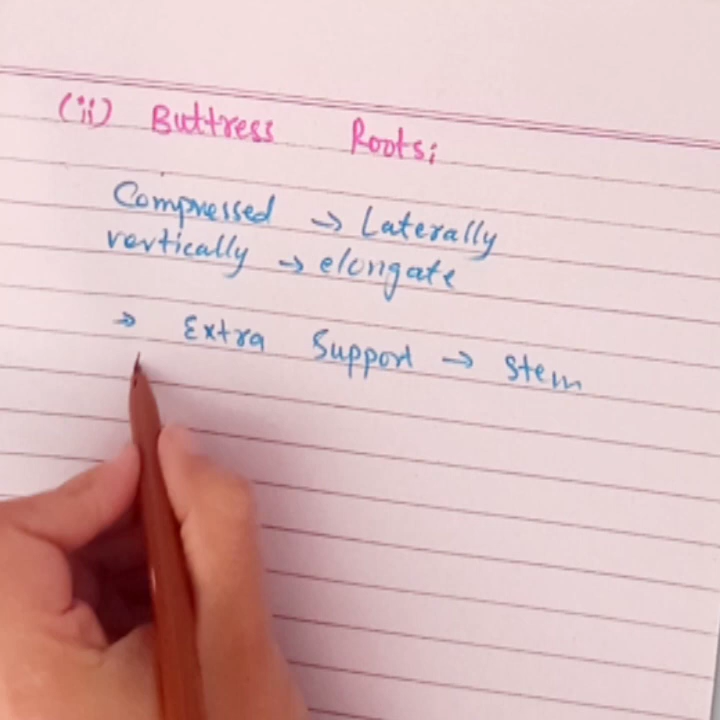 (ii) Buttress Roots;
Compressed → Laterally
vertically → elongate
⇒ Extra Support → stem